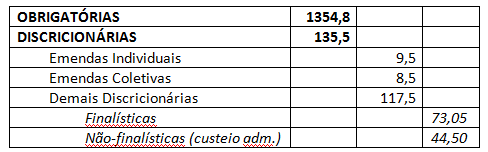 OBRIGATÓRIAS 1354,8
DISCRICIONÁRIAS 135,5
Emendas Individuais 9,5
Emendas Coletivas 8,5
Demais Discricionárias 117,5
Finalísticas 73,05
Não-finalísticas (custeio adm.) 44,50